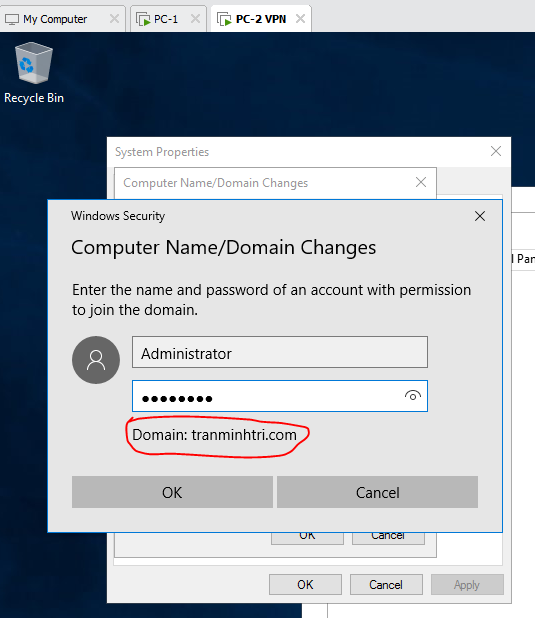 My Computer
PC-1
PC-2 VPN
Recycle Bin
System Properties
Computer Name/Domain Changes
Windows Security
Computer Name/Domain Changes
Enter the name and password of an account with permission
to join the domain.
Administrator
Domain: tranminhtri.com
OK
Cancel
OK
Cancel
OK
Cancel
Apply